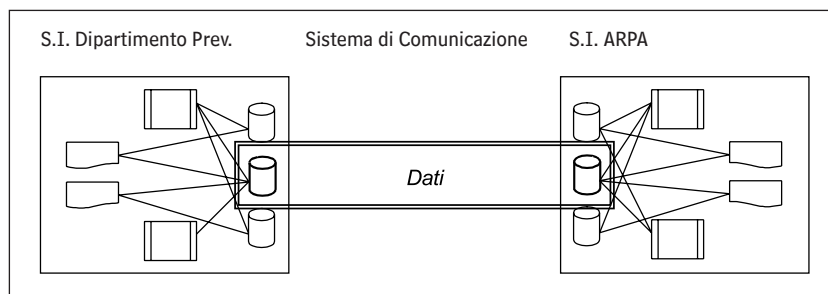 S.I. Dipartimento Prev. Sistema di Comunicazione S.I. ARPA
Dati